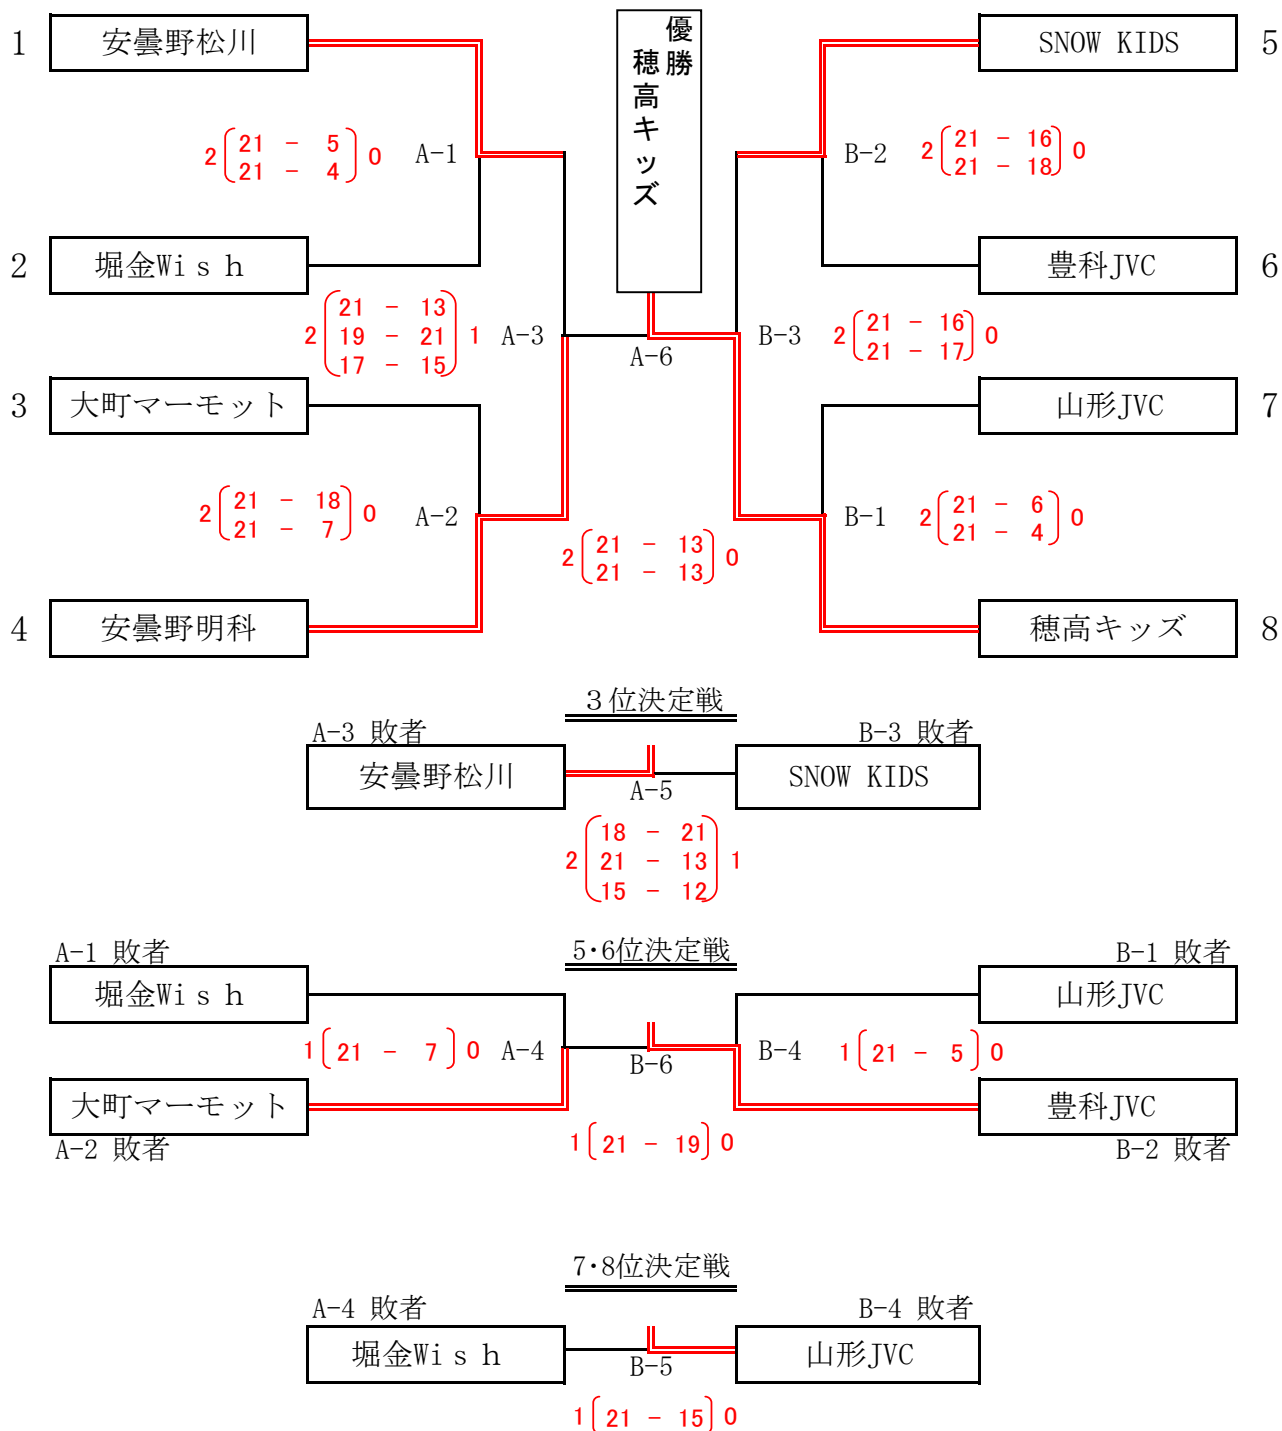 優勝
穂高キッズ
1 安曇野松川
SNOW KIDS 5
2 21 - 5 0 A-1
21 - 4
B-2 2 21 - 16 0
21 - 18
2 堀金Wiｓｈ
豊科JVC 6
2 21 - 13 1 A-3
19 - 21
17 - 15
A-6
B-3 2 21 - 16 0
21 - 17
3 大町マーモット
山形JVC 7
2 21 - 18 0 A-2
21 - 7
2 21 - 13 0
21 - 13
B-1 2 21 - 6 0
21 - 4
4 安曇野明科
穂高キッズ 8
３位決定戦
A-3 敗者
B-3 敗者
安曇野松川
A-5
SNOW KIDS
2 18 - 21 1
21 - 13
15 - 12
5・6位決定戦
A-1 敗者
B-1 敗者
堀金Wiｓｈ
山形JVC
1 21 - 7 0 A-4
B-6
B-4 1 21 - 5 0
大町マーモット
豊科JVC
A-2 敗者
B-2 敗者
1 21 - 19 0
7・8位決定戦
A-4 敗者
B-4 敗者
堀金Wiｓｈ
B-5
山形JVC
1 21 - 15 0